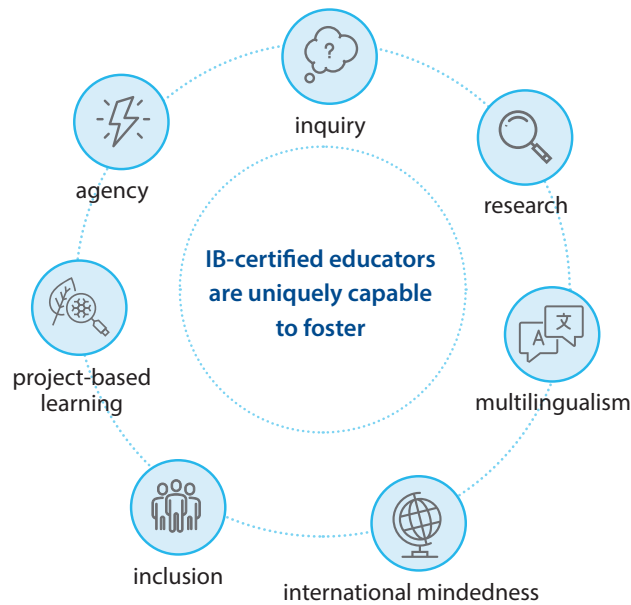 inquiry
research
multilingualism
A
文
international mindedness
inclusion
project-based
learning
agency
IB-certified educators
are uniquely capable
to foster
?